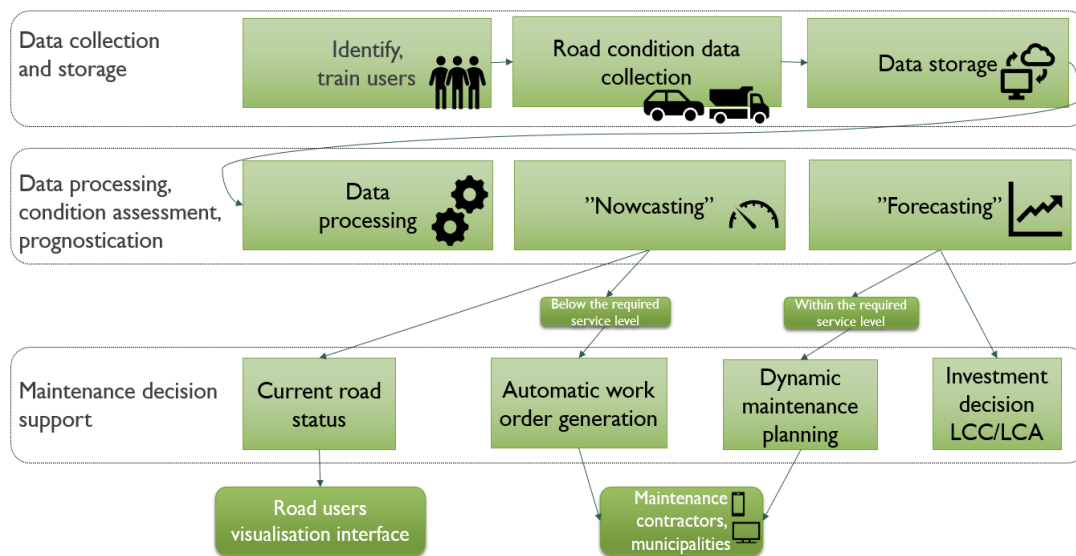 Data collection
and storage
Identify,
train users
Road condition data
collection
Data storage
Data processing,
condition assessment,
prognostication
Data
processing
”Nowcasting”
”Forecasting”
Below the required
service level
Within the required
service level
Maintenance decision
support
Current road
status
Automatic work
order generation
Dynamic
maintenance
planning
Investment
decision
LCC/LCA
Road users
visualisation interface
Maintenance
contractors,
municipalities